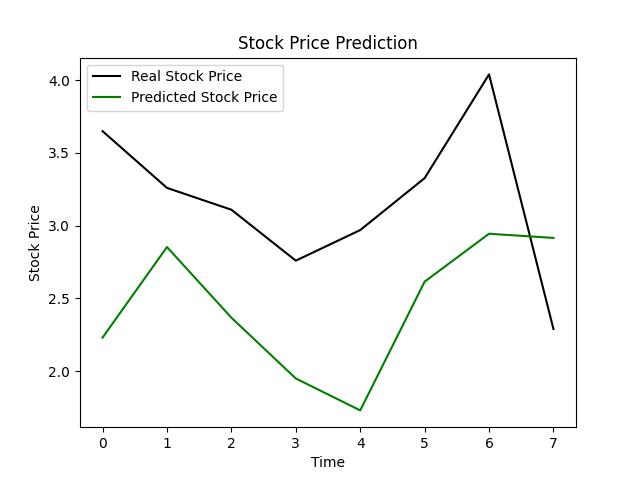 Stock Price Prediction
Real Stock Price
Predicted Stock Price
4.0
3.5
3.0
2.5
2.0
Stock Price
0 1 2 3 4 5 6 7
Time